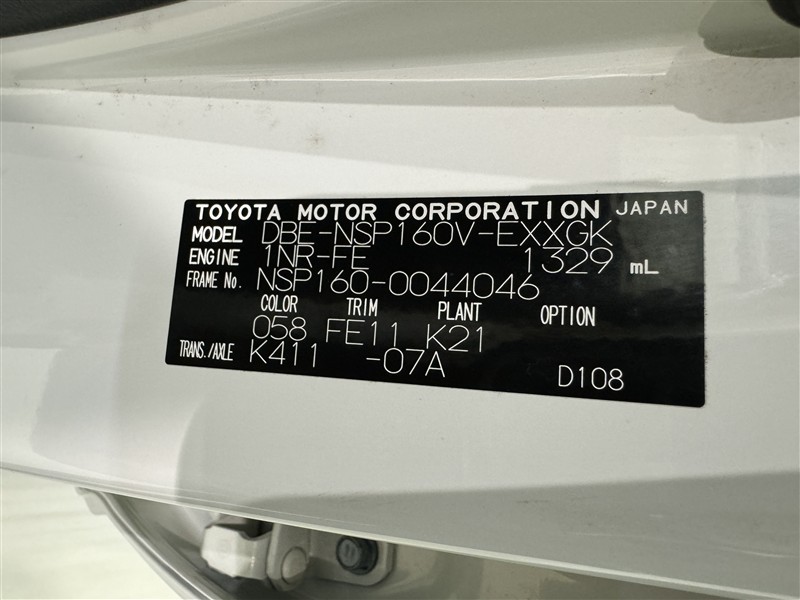 TOYOTA MOTOR CORPORATION JAPAN
MODEL DBE-NSP160V-EXXGK
ENGINE 1NR-FE 1329 mL
FRAME No. NSP160-0044046
COLOR TRIM PLANT OPTION
058 FE11 K21
TRANS./AXLE K411 -07A D108